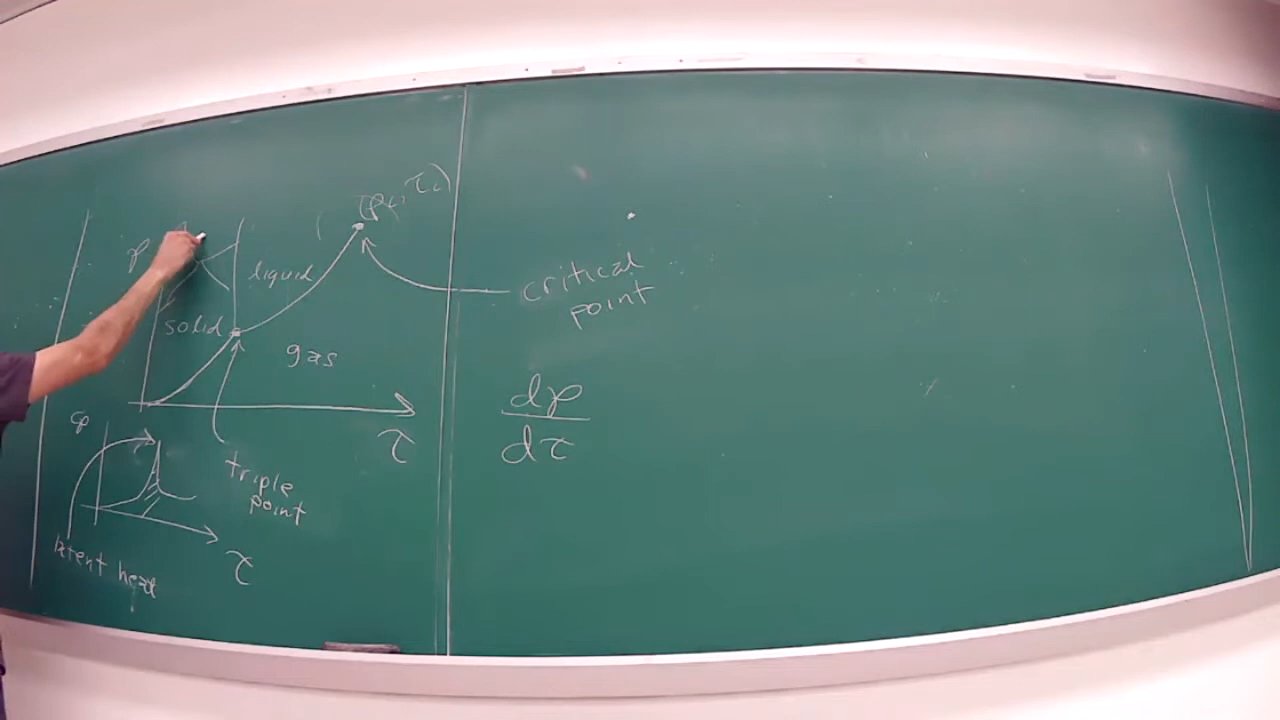 (pc, τc)
p
liquid
critical
point
solid
gas
dp
dτ
τ
cp
triple
point
latent heat
τ